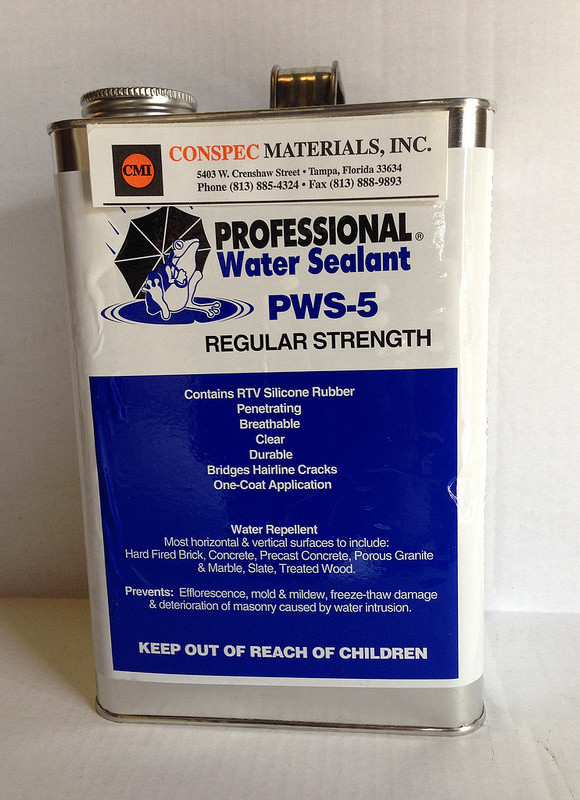 CMI
CONSPEC MATERIALS, INC.
5403 W. Crenshaw Street • Tampa, Florida 33634
Phone (813) 885-4324 • Fax (813) 888-9893
PROFESSIONAL®
Water Sealant
PWS-5
REGULAR STRENGTH
Contains RTV Silicone Rubber
Penetrating
Breathable
Clear
Durable
Bridges Hairline Cracks
One-Coat Application
Water Repellent
Most horizontal & vertical surfaces to include:
Hard Fired Brick, Concrete, Precast Concrete, Porous Granite
& Marble, Slate, Treated Wood.
Prevents: Efflorescence, mold & mildew, freeze-thaw damage
& deterioration of masonry caused by water intrusion.
KEEP OUT OF REACH OF CHILDREN